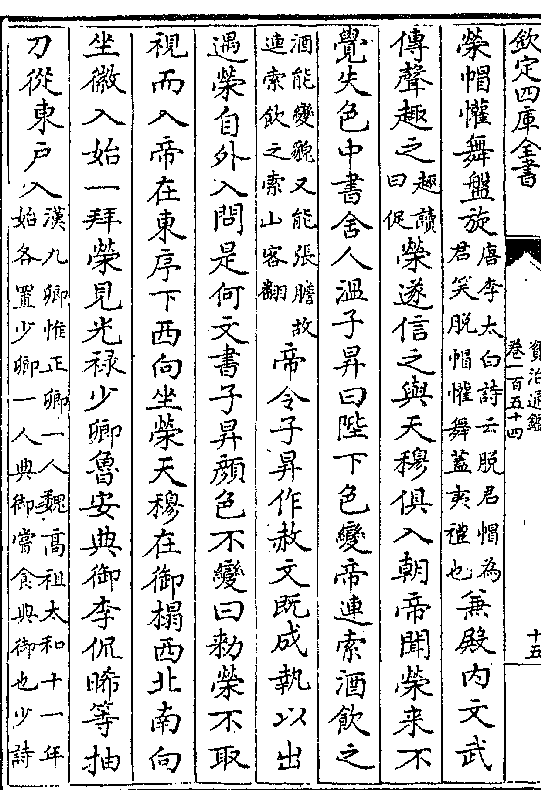 欽定四庫全書
資治通鑑
卷一百五十四
十五
榮帽懽舞盤旋唐李太白詩云脱君帽為君笑脱帽懽舞蓋夷禮也兼殿内文武
傳聲趣之趣讀曰促榮遂信之與天穆俱入朝帝聞榮来不
覺失色中書舍人温子昇曰陛下色變帝連索酒飲之
酒能變貌又能張膽故連索飲之索山客翻帝令子昇作赦文既成執以出
遇榮自外入問是何文書子昇顔色不變曰勑榮不取
視而入帝在東序下西向坐榮天穆在御榻西北南向
坐徽入始一拜榮見光禄少卿魯安典御李侃晞等抽
刀從東戶入漢九卿惟正卿一人魏高祖太和十一年始各置少卿一人典御嘗食典御也少詩